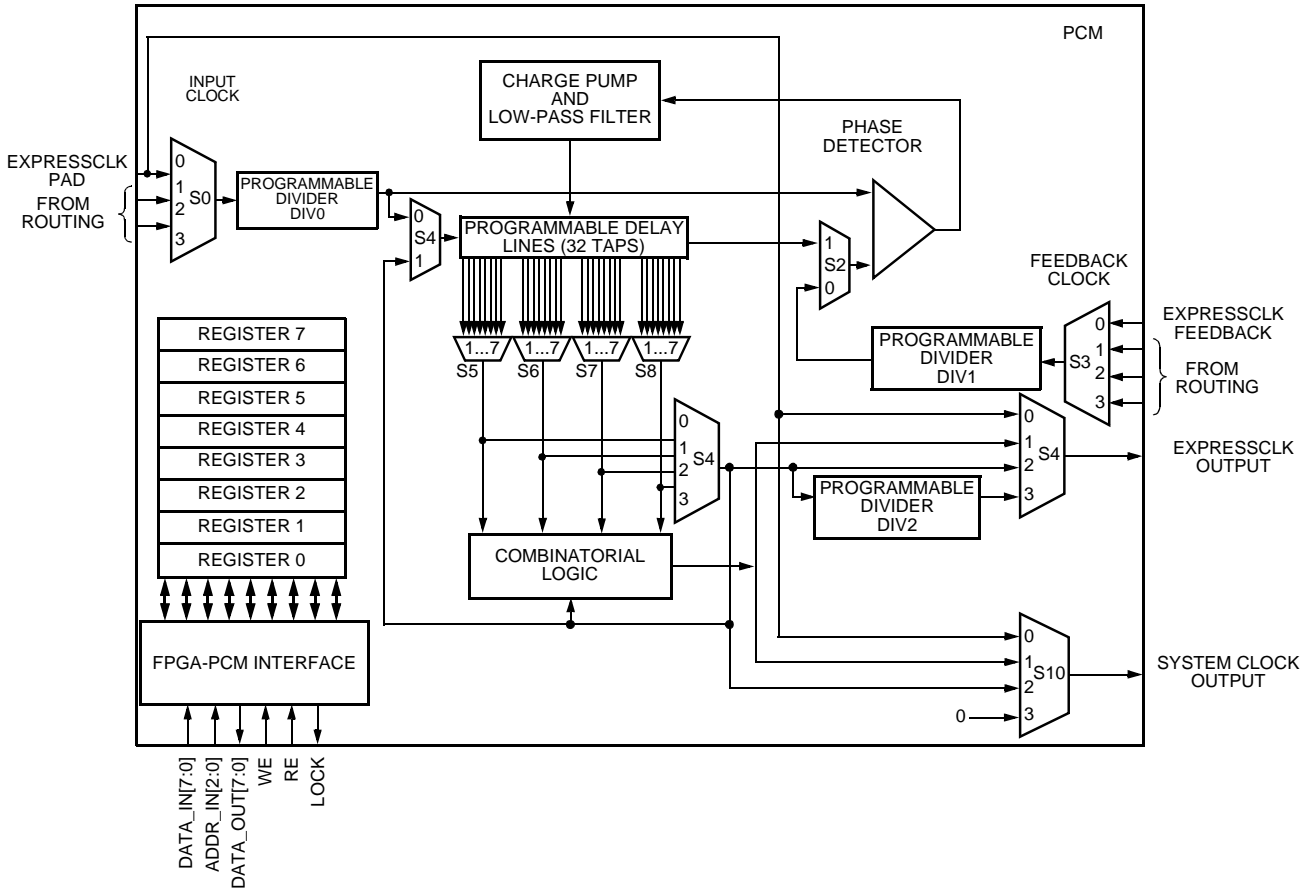 PCM
INPUT
CLOCK
CHARGE PUMP
AND
LOW-PASS FILTER
PHASE
DETECTOR
EXPRESSCLK
PAD
FROM
ROUTING
0
1
2
3
S0
PROGRAMMABLE
DIVIDER
DIV0
0
S4
1
PROGRAMMABLE DELAY
LINES (32 TAPS)
1
S2
0
FEEDBACK
CLOCK
0
1
2
3
S3
EXPRESSCLK
FEEDBACK
FROM
ROUTING
PROGRAMMABLE
DIVIDER
DIV1
1...7
1...7
1...7
1...7
S5
S6
S7
S8
REGISTER 7
REGISTER 6
REGISTER 5
REGISTER 4
REGISTER 3
REGISTER 2
REGISTER 1
REGISTER 0
0
1
2
3
S4
PROGRAMMABLE
DIVIDER
DIV2
0
1
2
3
S4
EXPRESSCLK
OUTPUT
COMBINATORIAL
LOGIC
FPGA-PCM INTERFACE
0
1
2
3
S10
0
SYSTEM CLOCK
OUTPUT
DATA_IN[7:0]
ADDR_IN[2:0]
DATA_OUT[7:0]
WE
RE
LOCK